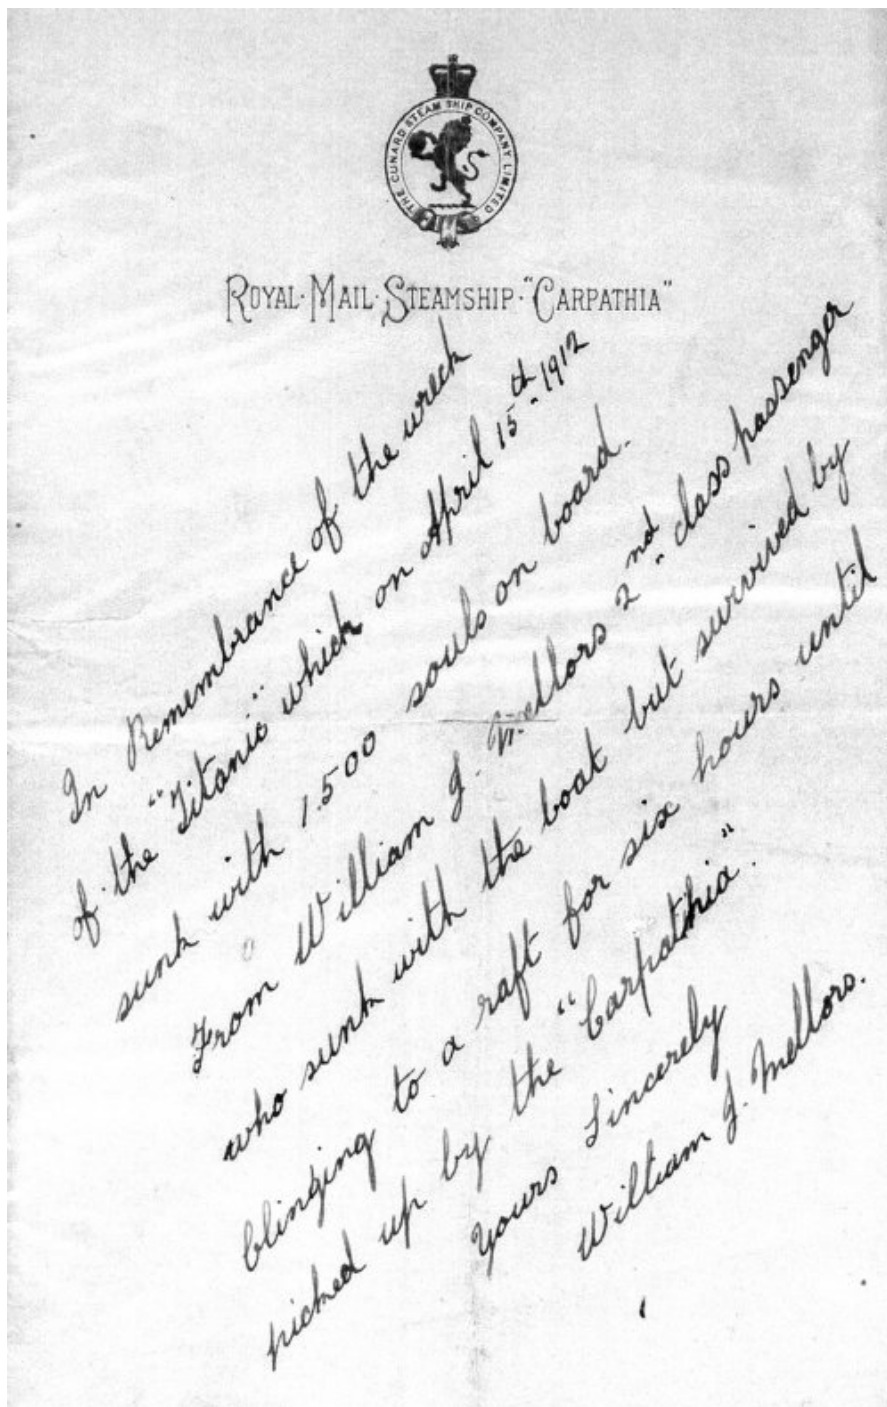 THE CUNARD STEAM SHIP COMPANY LIMITED
ROYAL·MAIL·STEAMSHIP·"CARPATHIA"
In Remembrance of the wreck
of the "Titanic" which on April 15th 1912
sunk with 1500 souls on board.
From William J. Mellors 2nd class passenger
who sunk with the boat but survived by
Clinging to a raft for six hours until
picked up by the "Carpathia".
Yours Sincerely
William J. Mellors.